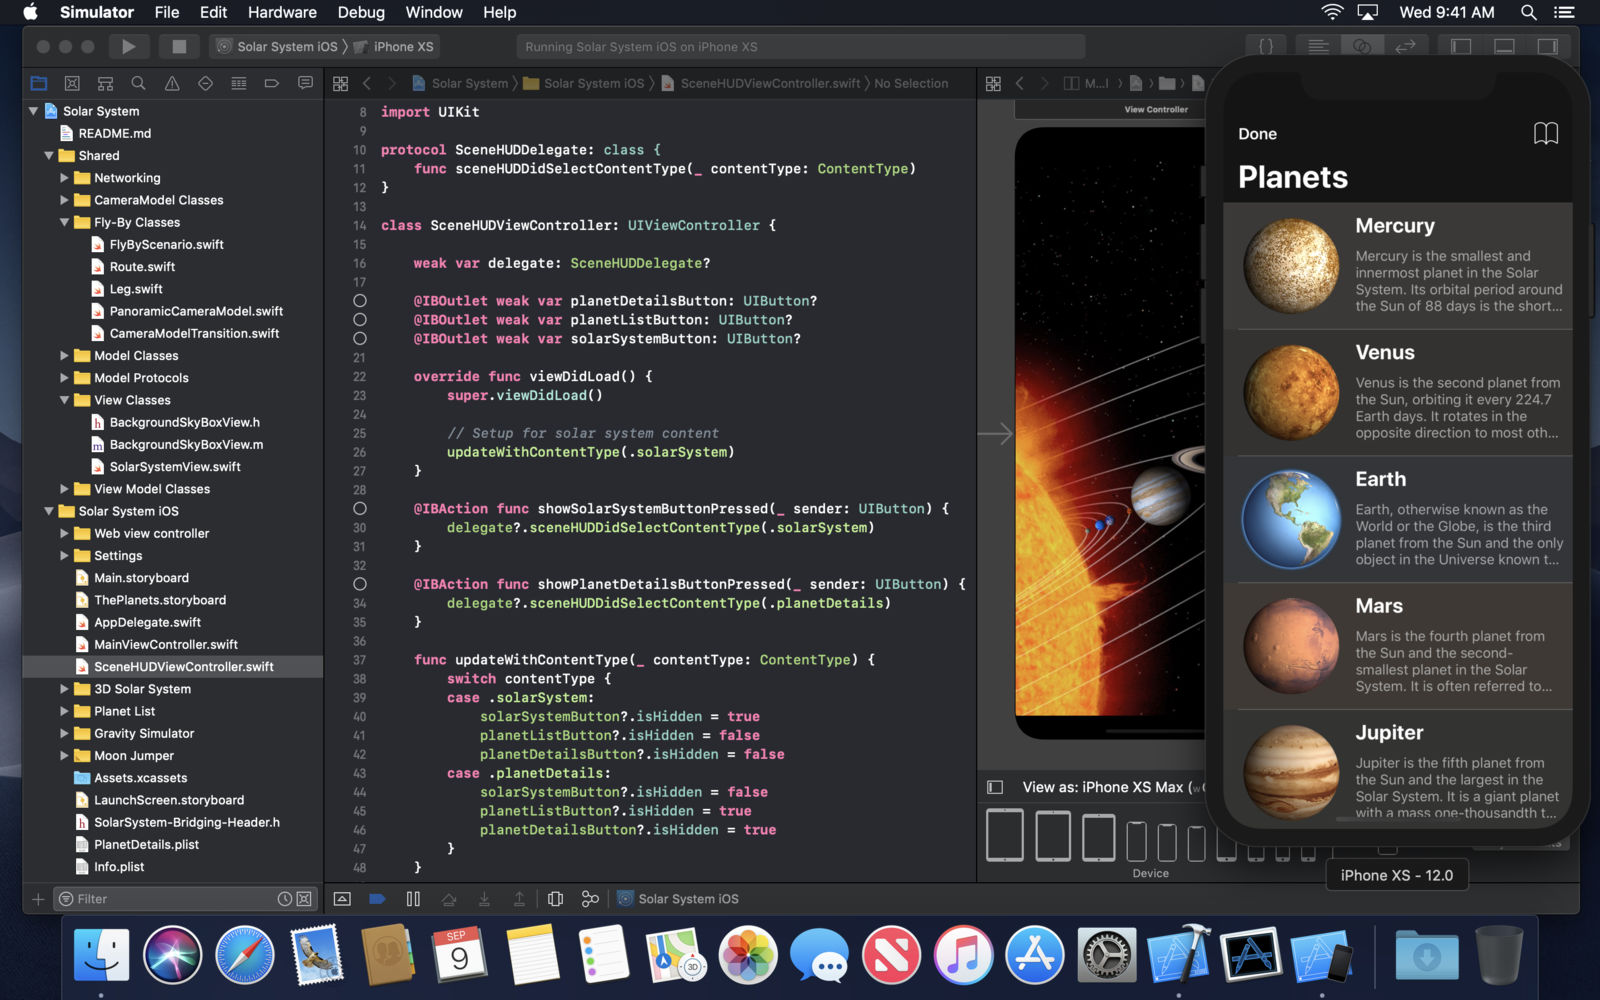 Simulator File Edit Hardware Debug Window Help
Wed 9:41 AM
Solar System iOS iPhone XS
Running Solar System iOS on iPhone XS
{ }
Solar System Solar System iOS SceneHUDViewController.swift No Selection
M...l
Solar System
README.md
Shared
Networking
CameraModel Classes
Fly-By Classes
FlyByScenario.swift
Route.swift
Leg.swift
PanoramicCameraModel.swift
CameraModelTransition.swift
Model Classes
Model Protocols
View Classes
BackgroundSkyBoxView.h
BackgroundSkyBoxView.m
SolarSystemView.swift
View Model Classes
Solar System iOS
Web view controller
Settings
Main.storyboard
ThePlanets.storyboard
AppDelegate.swift
MainViewController.swift
SceneHUDViewController.swift
3D Solar System
Planet List
Gravity Simulator
Moon Jumper
Assets.xcassets
LaunchScreen.storyboard
SolarSystem-Bridging-Header.h
PlanetDetails.plist
Info.plist
Filter
8 import UIKit
9
10 protocol SceneHUDDelegate: class {
11 func sceneHUDDidSelectContentType(_ contentType: ContentType)
12 }
13
14 class SceneHUDViewController: UIViewController {
15
16 weak var delegate: SceneHUDDelegate?
17
@IBOutlet weak var planetDetailsButton: UIButton?
@IBOutlet weak var planetListButton: UIButton?
@IBOutlet weak var solarSystemButton: UIButton?
21
22 override func viewDidLoad() {
23 super.viewDidLoad()
24
25 // Setup for solar system content
26 updateWithContentType(.solarSystem)
27 }
28
@IBAction func showSolarSystemButtonPressed(_ sender: UIButton) {
30 delegate?.sceneHUDDidSelectContentType(.solarSystem)
31 }
32
@IBAction func showPlanetDetailsButtonPressed(_ sender: UIButton) {
34 delegate?.sceneHUDDidSelectContentType(.planetDetails)
35 }
36
37 func updateWithContentType(_ contentType: ContentType) {
38 switch contentType {
39 case .solarSystem:
40 solarSystemButton?.isHidden = true
41 planetListButton?.isHidden = false
42 planetDetailsButton?.isHidden = false
43 case .planetDetails:
44 solarSystemButton?.isHidden = false
45 planetListButton?.isHidden = true
46 planetDetailsButton?.isHidden = true
47 }
48 }
Solar System iOS
View Controller
View as: iPhone XS Max (w
Device
Done
Planets
Mercury
Mercury is the smallest and
innermost planet in the Solar
System. Its orbital period around
the Sun of 88 days is the short...
Venus
Venus is the second planet from
the Sun, orbiting it every 224.7
Earth days. It rotates in the
opposite direction to most oth...
Earth
Earth, otherwise known as the
World or the Globe, is the third
planet from the Sun and the only
object in the Universe known t...
Mars
Mars is the fourth planet from
the Sun and the second-
smallest planet in the Solar
System. It is often referred to...
Jupiter
Jupiter is the fifth planet from
the Sun and the largest in the
Solar System. It is a giant planet
with a mass one-thousandth t...
iPhone XS - 12.0
SEP
9
3D